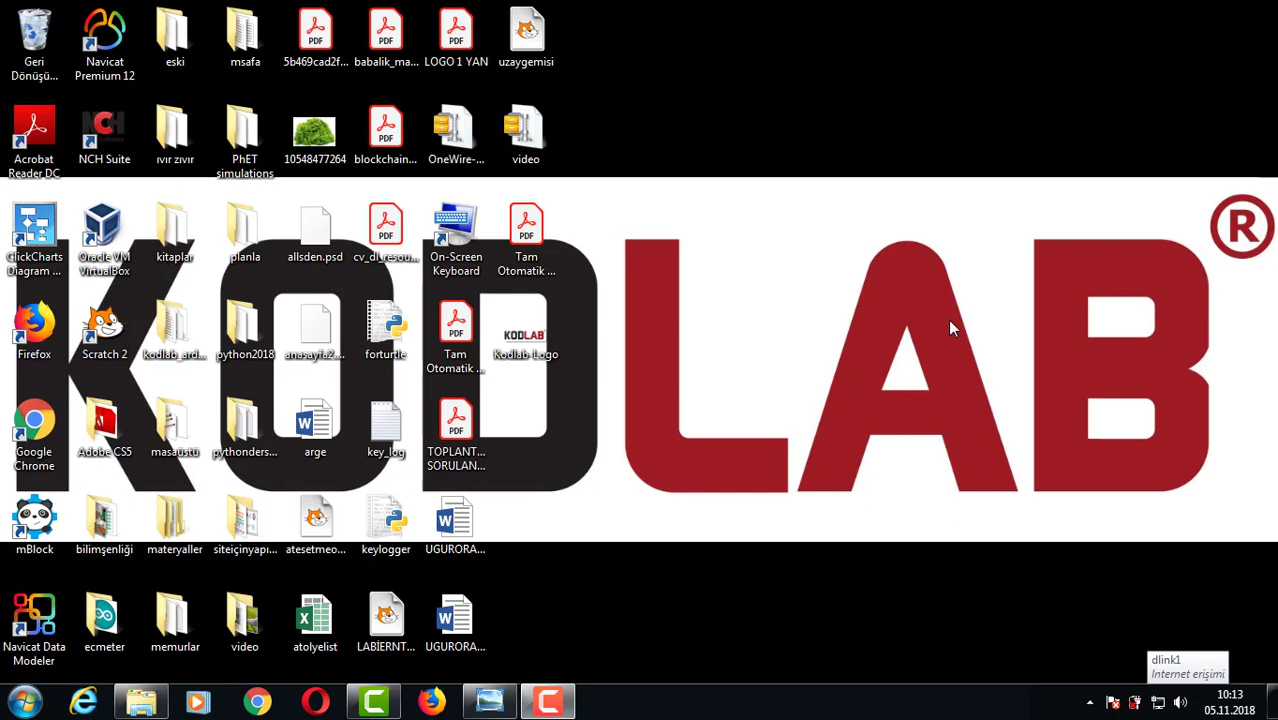 Geri
Dönüşü...
Navicat
Premium 12
eski
msafa
5b469cad2f...
babalik_ma...
LOGO 1 YAN
uzaygemisi
Acrobat
Reader DC
NCH Suite
ıvır zıvır
PhET
simulations
10548477264
blockchain...
OneWire-...
video
ClickCharts
Diagram ...
Oracle VM
VirtualBox
kitaplar
planla
allsden.psd
cv_dl_resou...
On-Screen
Keyboard
Tam
Otomatik ...
Firefox
Scratch 2
kodlab_ard...
python2018
anasayfa2...
forturtle
Tam
Otomatik ...
Kodlab-Logo
Google
Chrome
Adobe CS5
masaüstü
pythonders...
arge
key_log
TOPLANT...
SORULAN...
mBlock
bilimşenliği
materyaller
siteiçinyapı...
atesetmeo...
keylogger
UGURORA...
Navicat Data
Modeler
ecmeter
memurlar
video
atolyelist
LABİERNT...
UGURORA...
KODLAB®
KODLAB
dlink1
Internet erişimi
10:13
05.11.2018